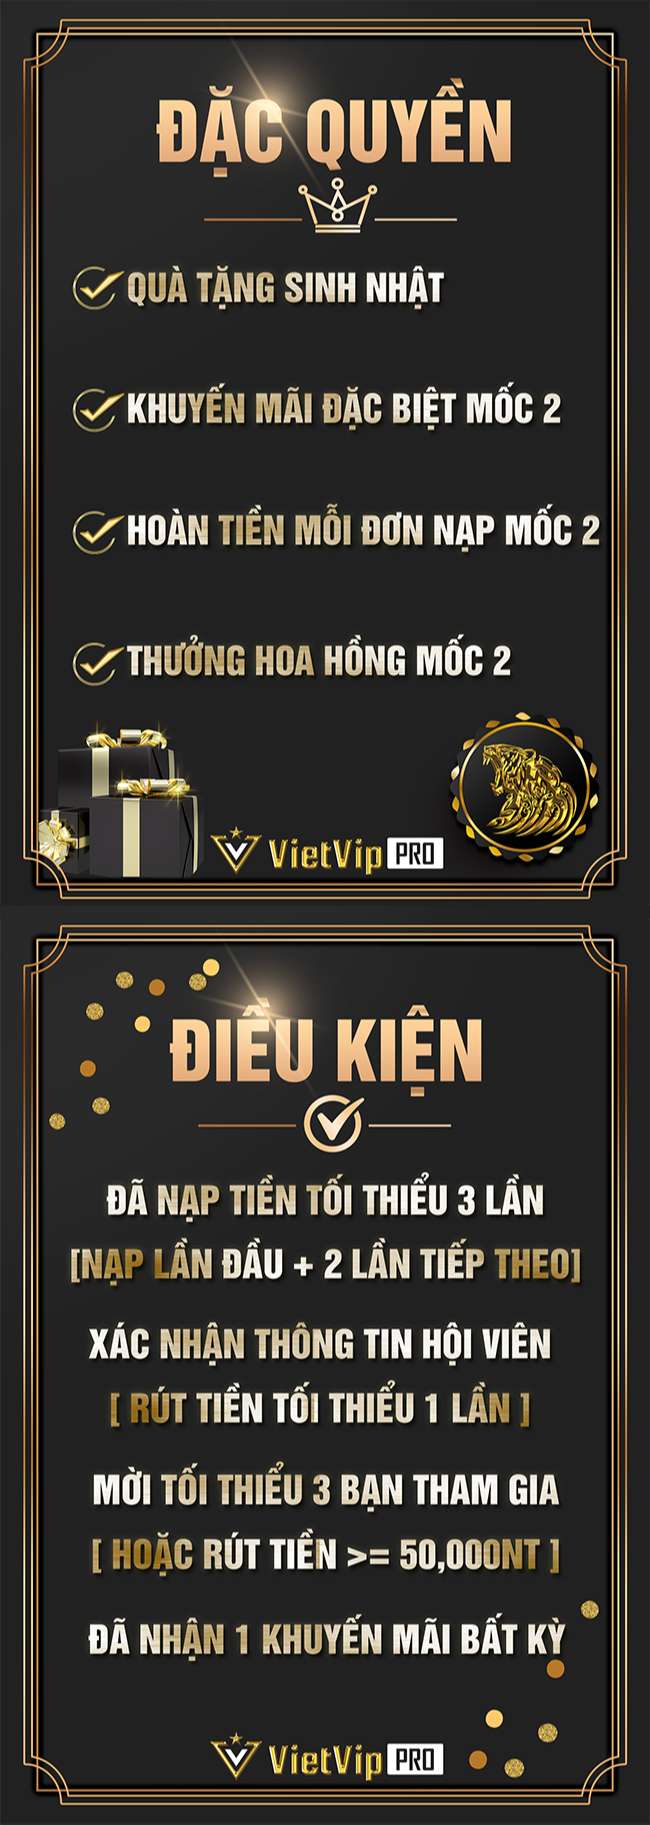 ĐẶC QUYỀN
QUÀ TẶNG SINH NHẬT
KHUYẾN MÃI ĐẶC BIỆT MỐC 2
HOÀN TIỀN MỖI ĐƠN NẠP MỐC 2
THƯỞNG HOA HỒNG MỐC 2
VietVip PRO
ĐIỀU KIỆN
ĐÃ NẠP TIỀN TỐI THIỂU 3 LẦN
[NẠP LẦN ĐẦU + 2 LẦN TIẾP THEO]
XÁC NHẬN THÔNG TIN HỘI VIÊN
[ RÚT TIỀN TỐI THIỂU 1 LẦN ]
MỜI TỐI THIỂU 3 BẠN THAM GIA
[ HOẶC RÚT TIỀN >= 50,000NT ]
ĐÃ NHẬN 1 KHUYẾN MÃI BẤT KỲ
VietVip PRO